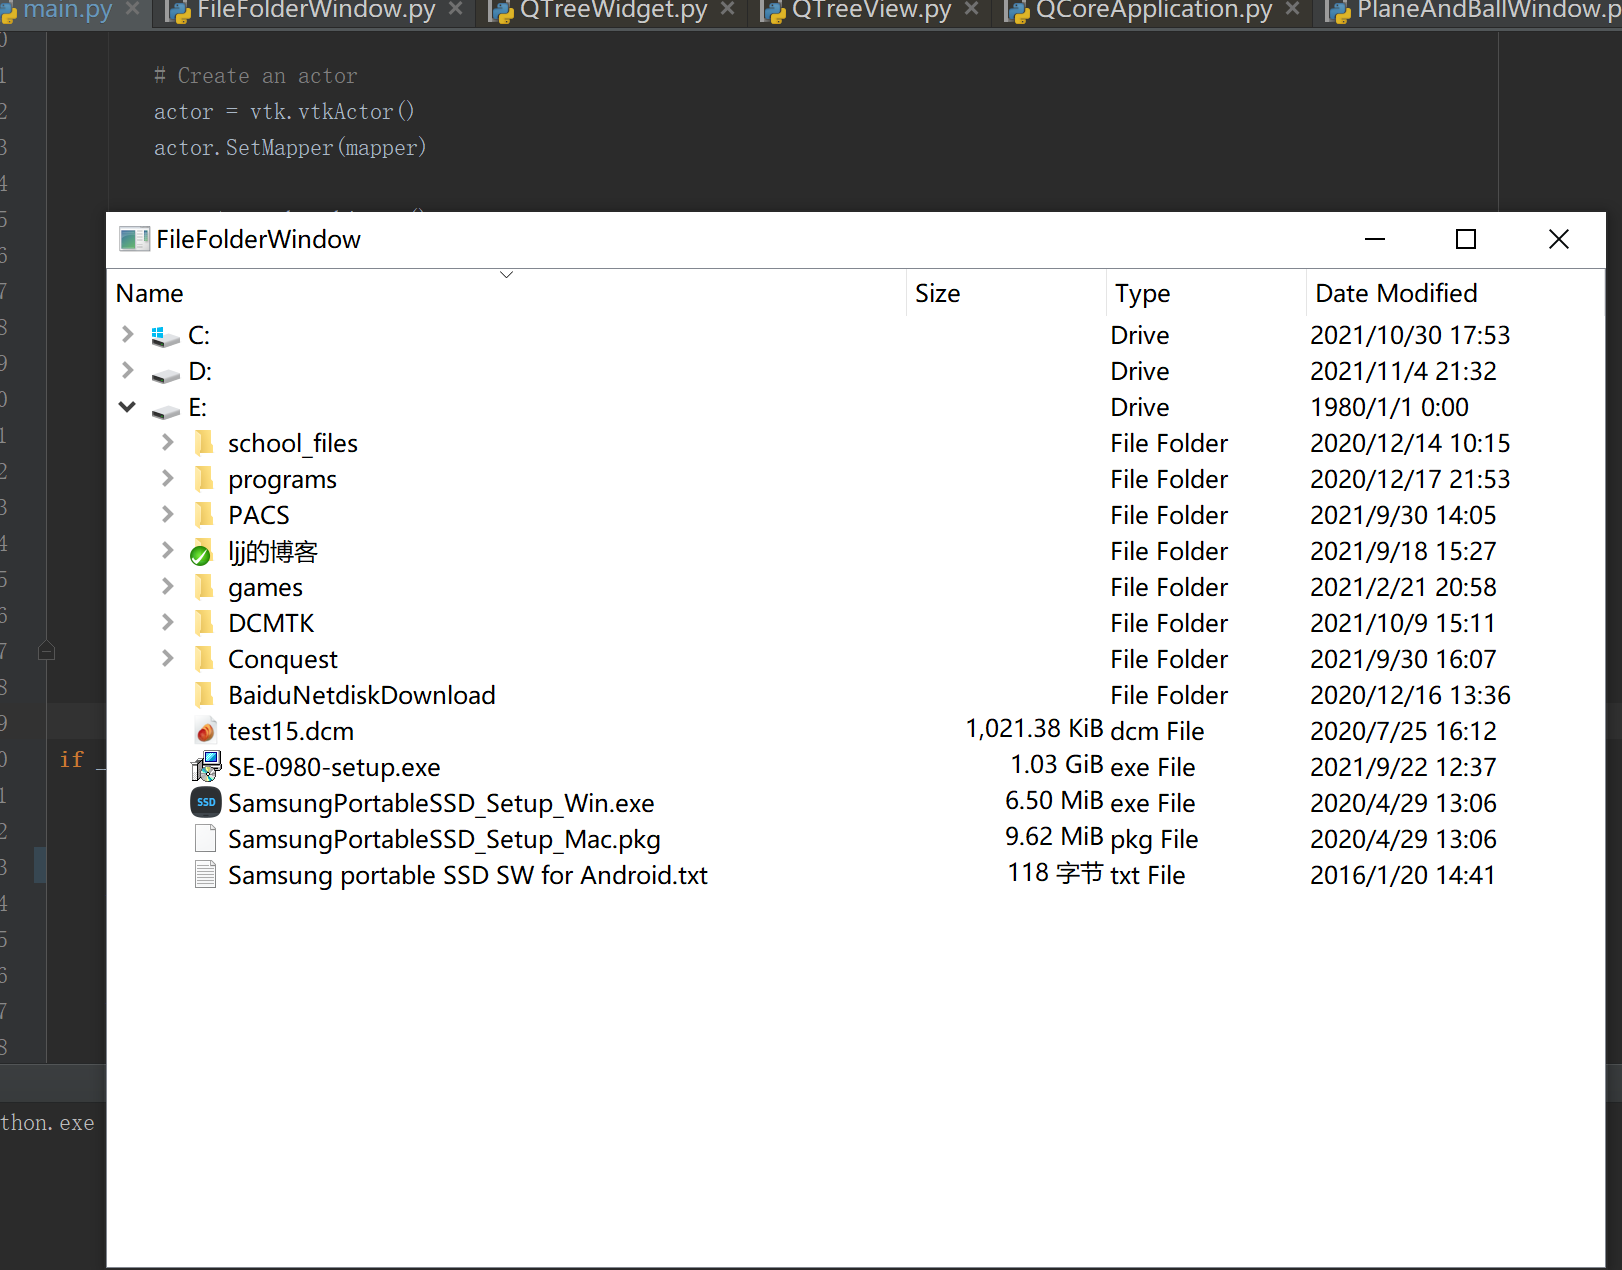 main.py FileFolderWindow.py QTreeWidget.py QTreeView.py QCoreApplication.py PlaneAndBallWindow.p
# Create an actor
actor = vtk.vtkActor()
actor.SetMapper(mapper)
FileFolderWindow
Name Size Type Date Modified
C: Drive 2021/10/30 17:53
D: Drive 2021/11/4 21:32
E: Drive 1980/1/1 0:00
school_files File Folder 2020/12/14 10:15
programs File Folder 2020/12/17 21:53
PACS File Folder 2021/9/30 14:05
ljj的博客 File Folder 2021/9/18 15:27
games File Folder 2021/2/21 20:58
DCMTK File Folder 2021/10/9 15:11
Conquest File Folder 2021/9/30 16:07
BaiduNetdiskDownload File Folder 2020/12/16 13:36
test15.dcm 1,021.38 KiB dcm File 2020/7/25 16:12
if _ SE-0980-setup.exe 1.03 GiB exe File 2021/9/22 12:37
SSD SamsungPortableSSD_Setup_Win.exe 6.50 MiB exe File 2020/4/29 13:06
SamsungPortableSSD_Setup_Mac.pkg 9.62 MiB pkg File 2020/4/29 13:06
Samsung portable SSD SW for Android.txt 118 字节 txt File 2016/1/20 14:41
thon.exe